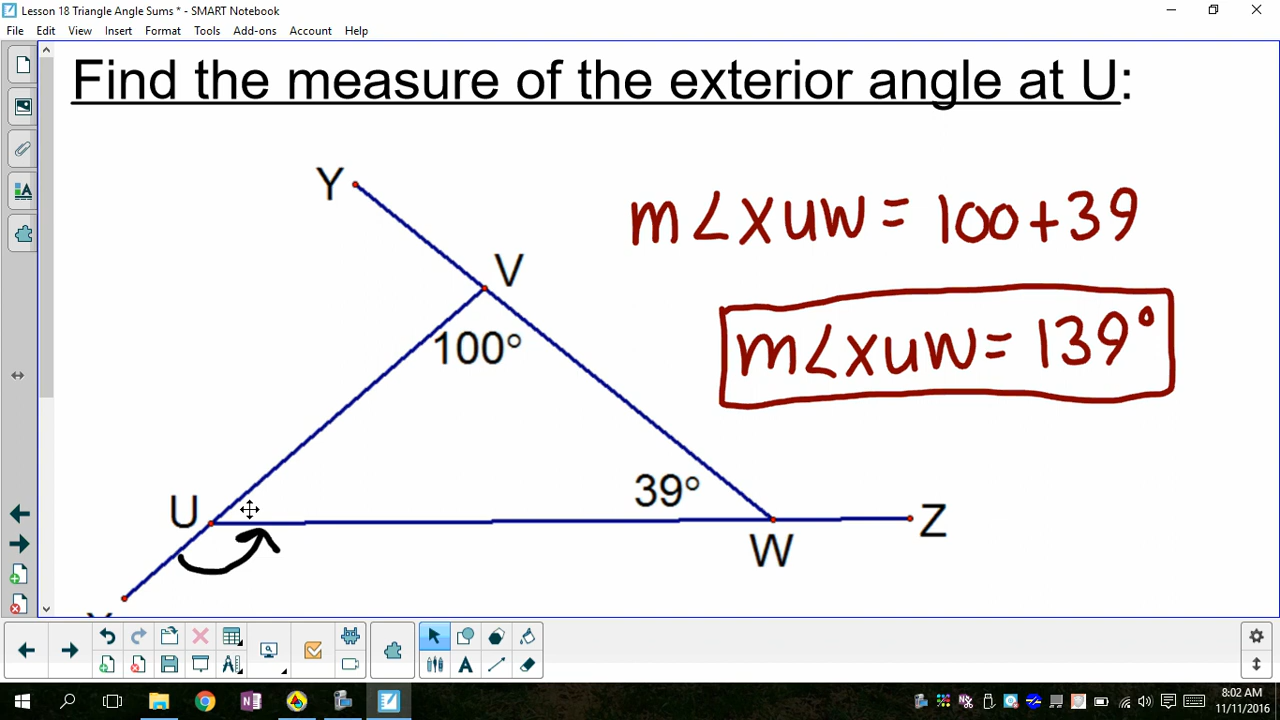 Lesson 18 Triangle Angle Sums * - SMART Notebook
File Edit View Insert Format Tools Add-ons Account Help
Find the measure of the exterior angle at U:
Y
m∠XUW = 100+39
V
m∠XUW = 139°
100°
39°
U
Z
W
A
8:02 AM
11/11/2016